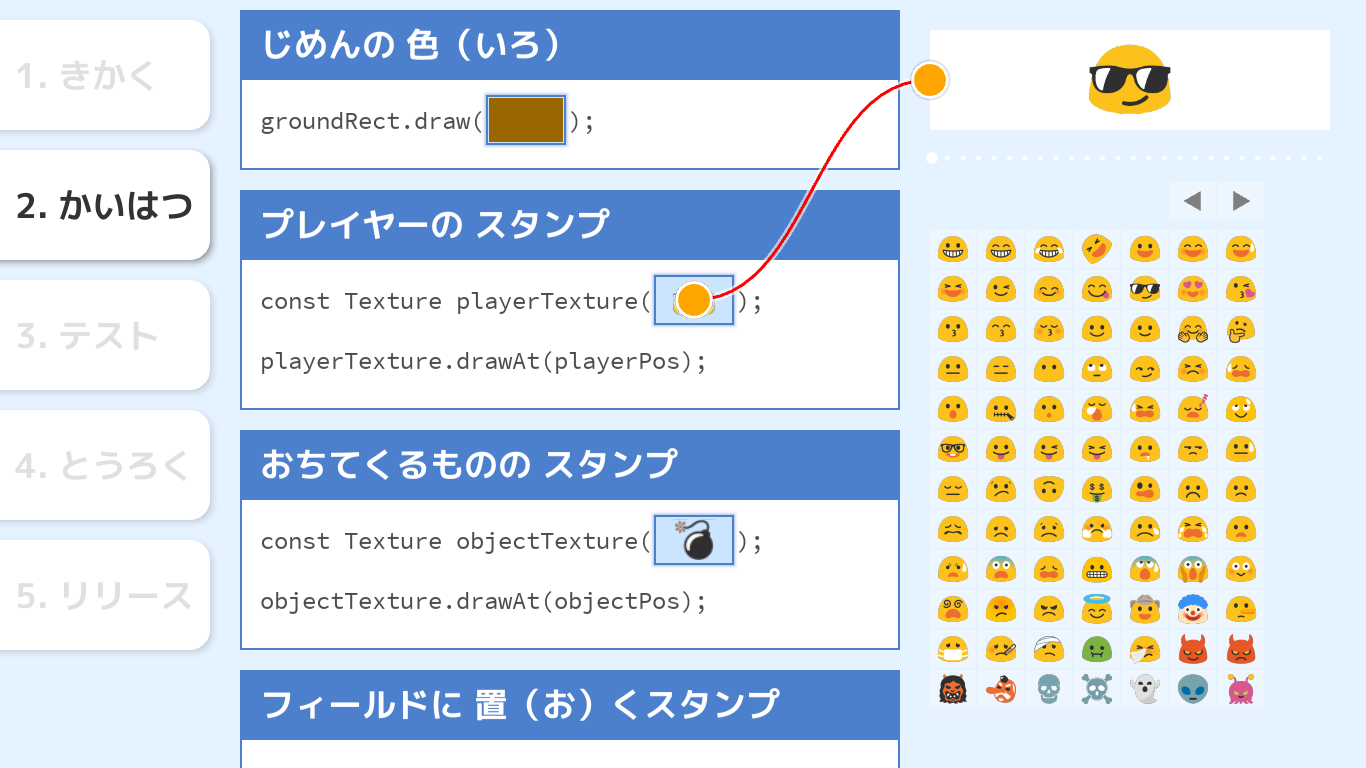 1. きかく
2. かいはつ
3. テスト
4. とうろく
5. リリース
じめんの 色（いろ）
groundRect.draw( );
プレイヤーの スタンプ
const Texture playerTexture( );
playerTexture.drawAt(playerPos);
おちてくるものの スタンプ
const Texture objectTexture( );
objectTexture.drawAt(objectPos);
フィールドに 置（お）くスタンプ